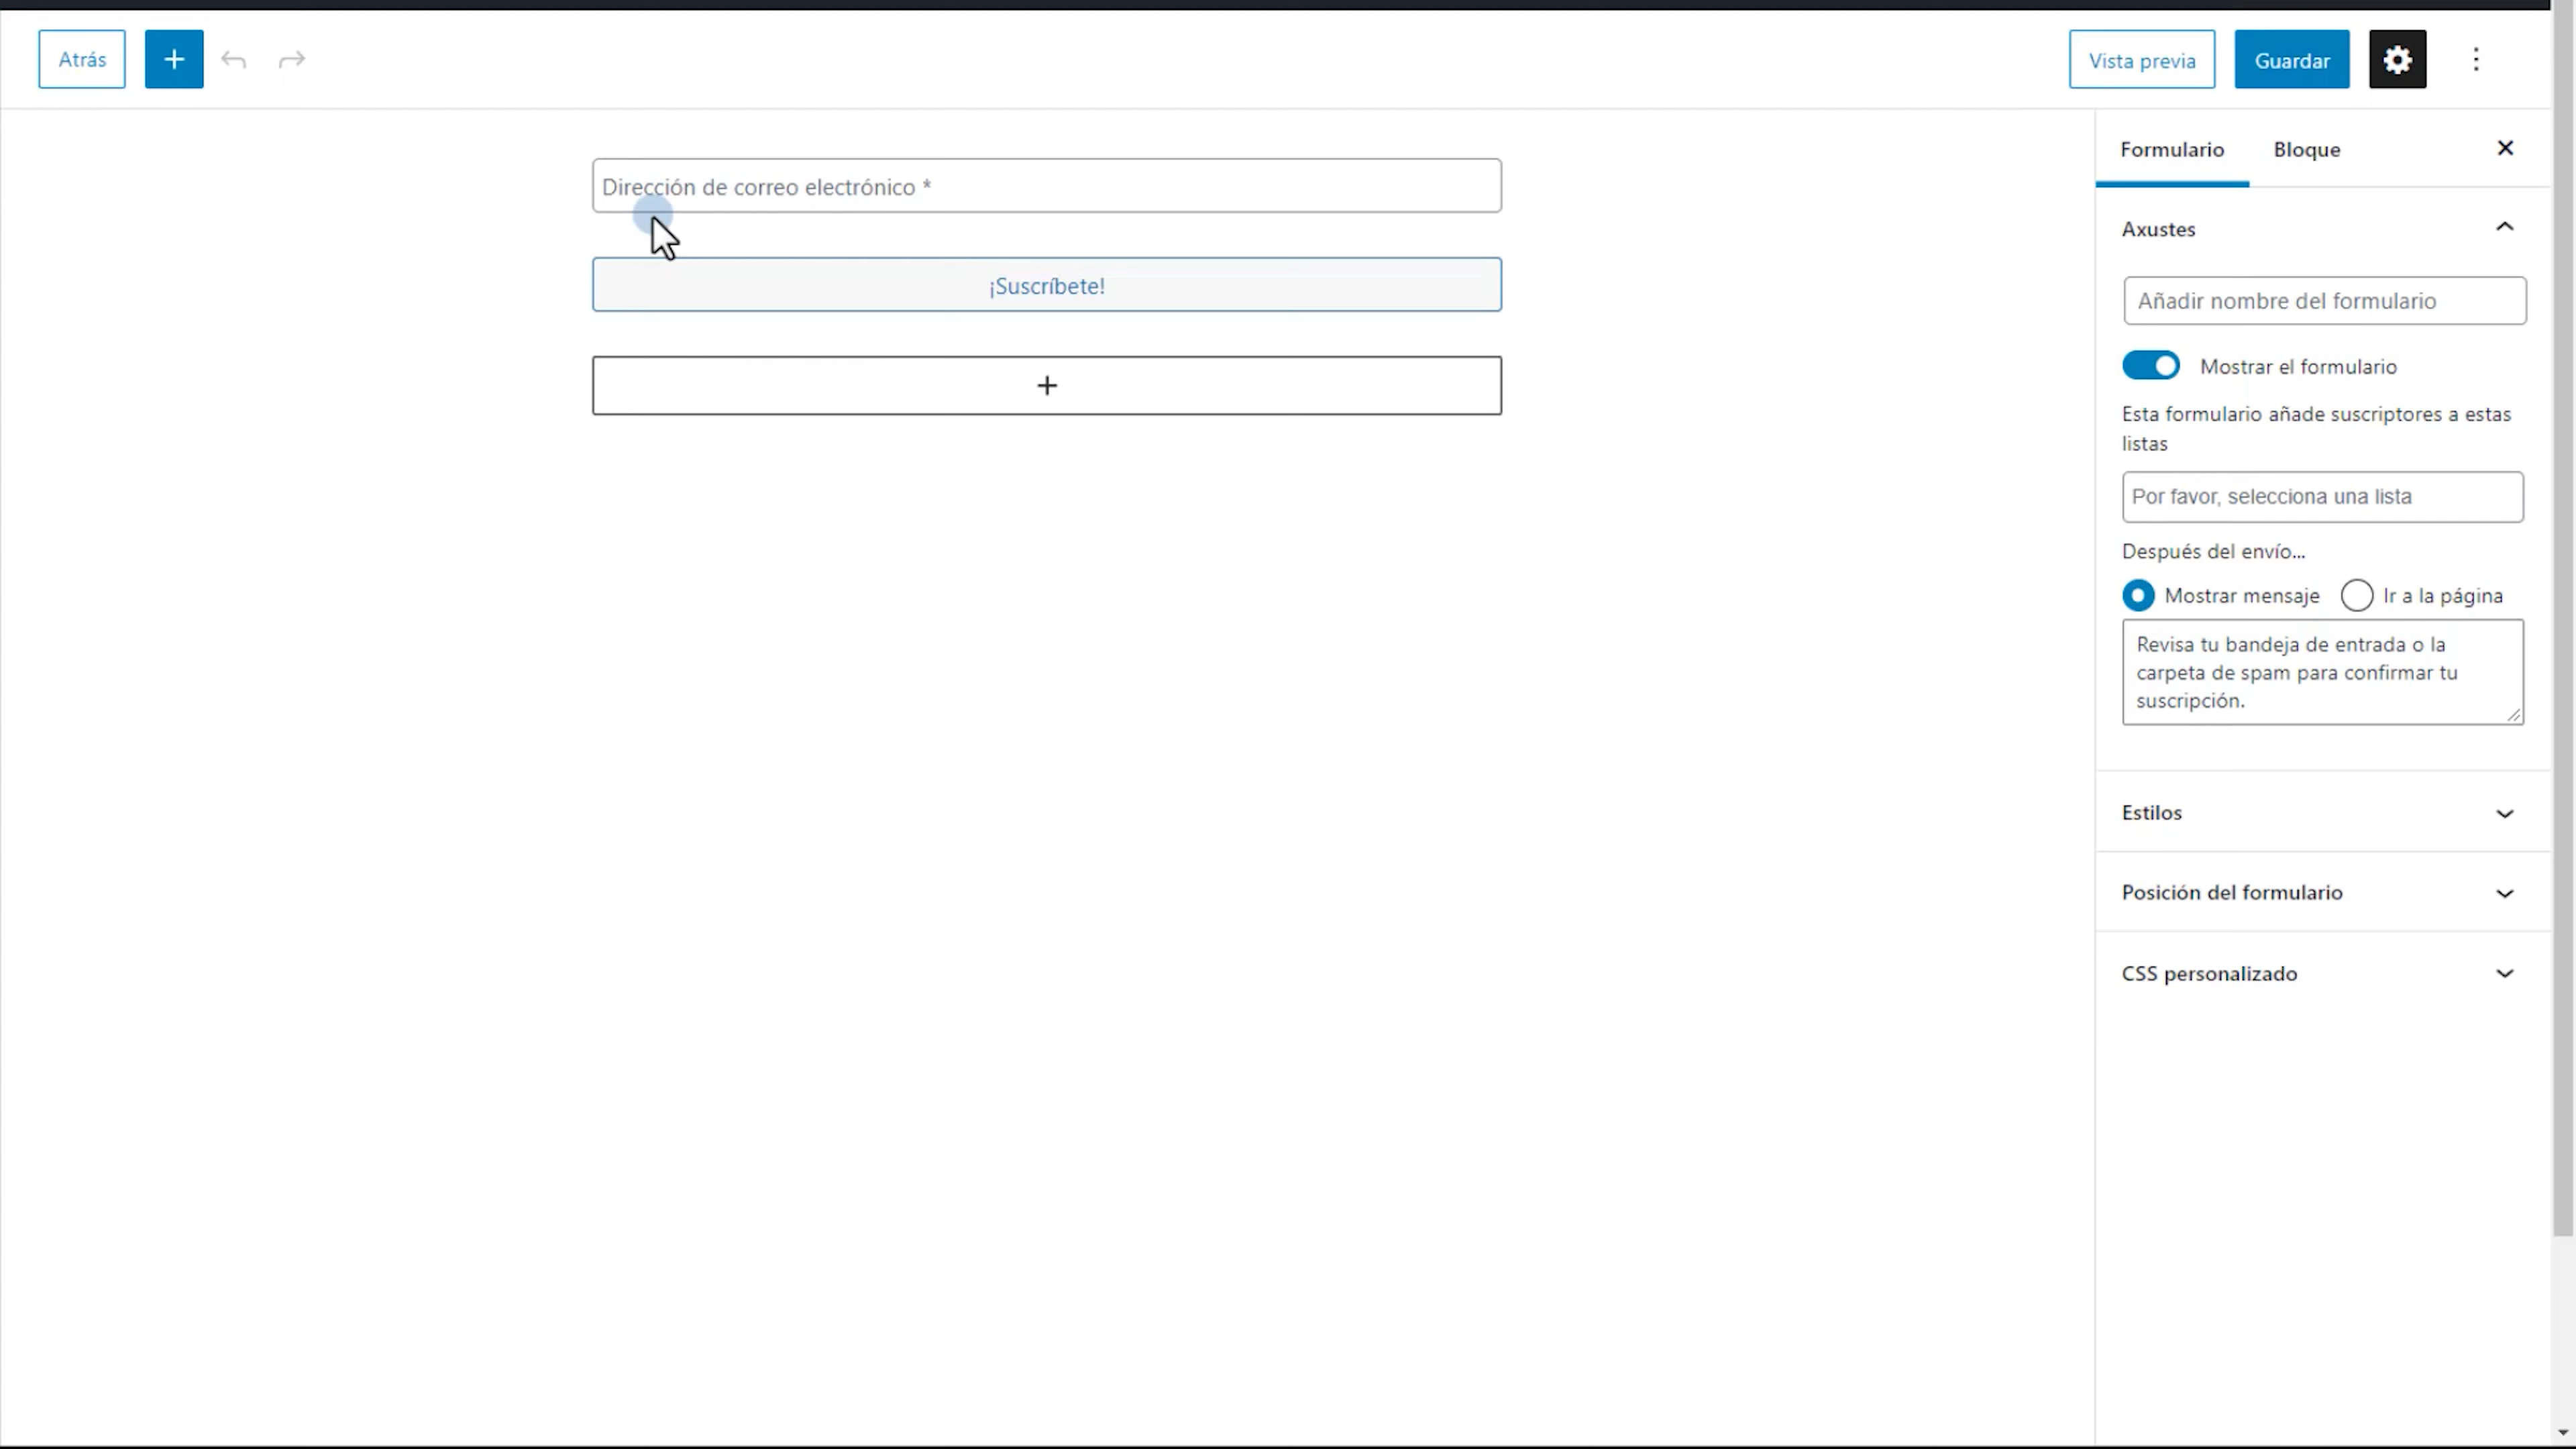 Atrás
Vista previa
Guardar
Dirección de correo electrónico *
¡Suscríbete!
Formulario
Bloque
Axustes
Añadir nombre del formulario
Mostrar el formulario
Esta formulario añade suscriptores a estas
listas
Por favor, selecciona una lista
Después del envío...
Mostrar mensaje
Ir a la página
Revisa tu bandeja de entrada o la
carpeta de spam para confirmar tu
suscripción.
Estilos
Posición del formulario
CSS personalizado